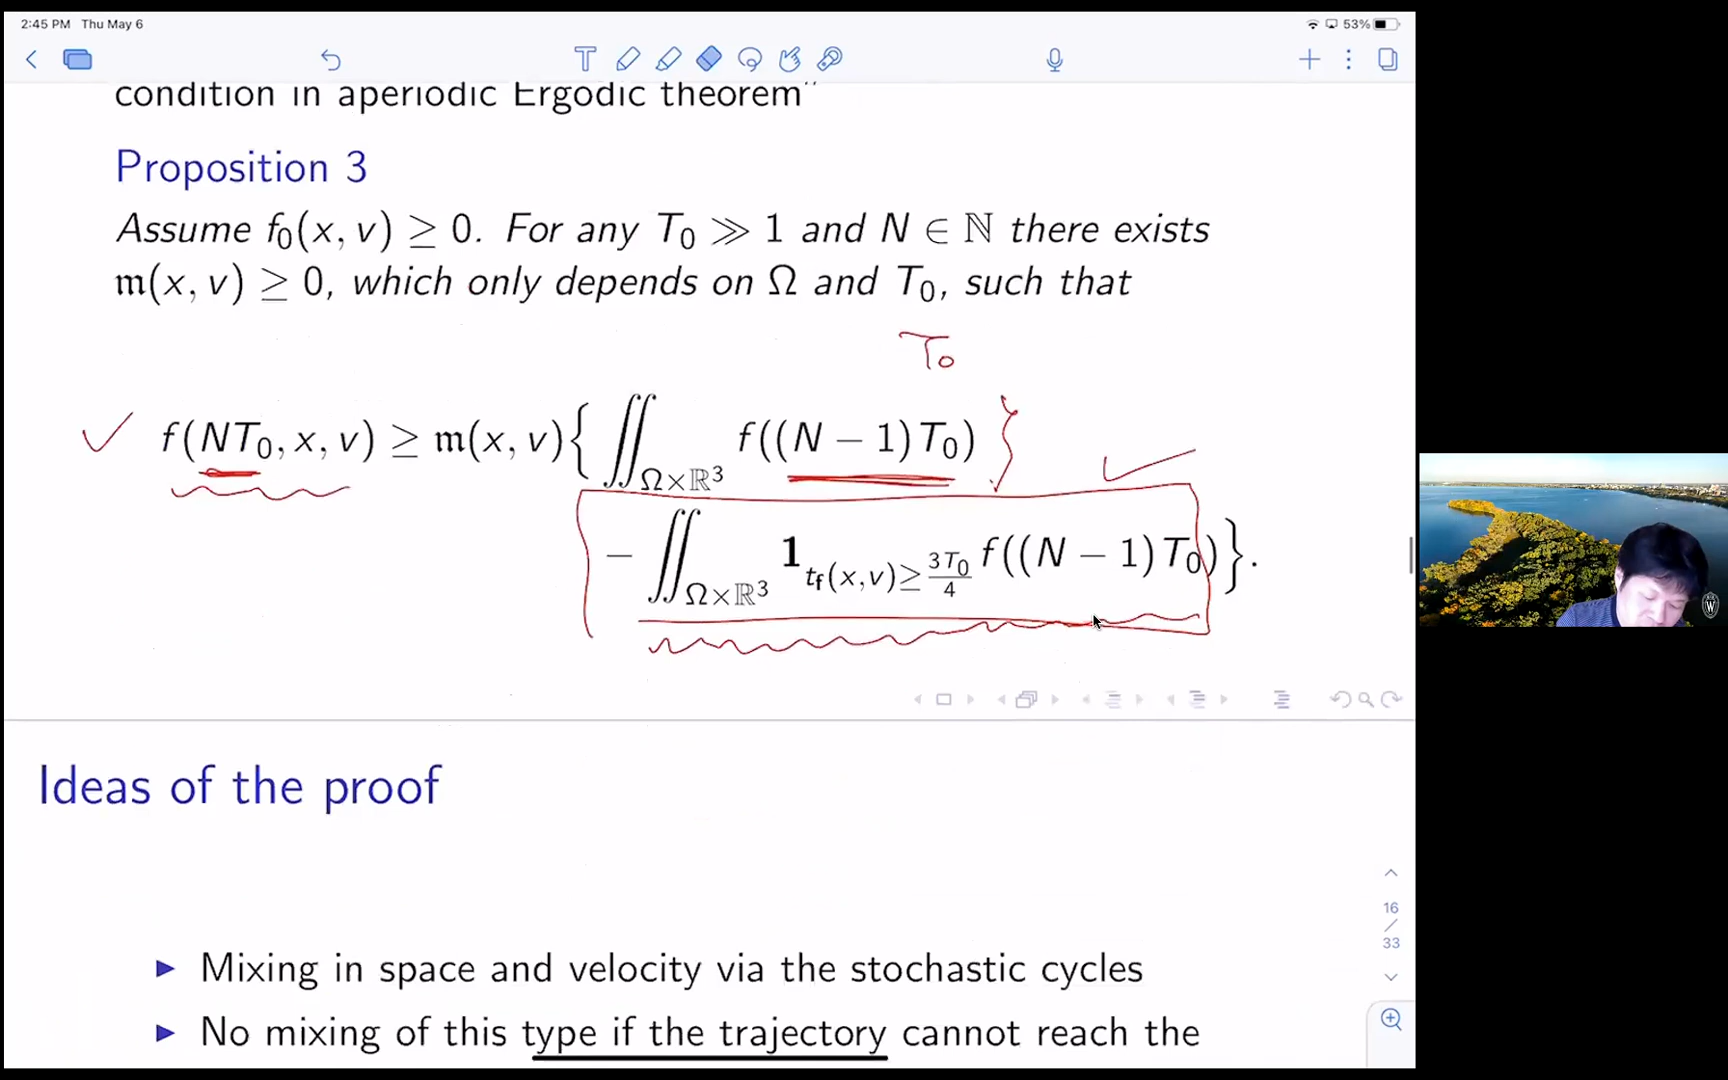 2:45 PM Thu May 6
53%
condition in aperiodic Ergodic theorem"
Proposition 3
Assume f₀(x, v) ≥ 0. For any T₀ ≫ 1 and N ∈ ℕ there exists
𝔪(x, v) ≥ 0, which only depends on Ω and T₀, such that
T₀
f(NT₀, x, v) ≥ 𝔪(x, v){ ∬_{Ω×ℝ³} f((N − 1)T₀) }
− ∬_{Ω×ℝ³} 𝟏_{t_f(x,v)≥3T₀/4} f((N − 1)T₀)}.
Ideas of the proof
▶ Mixing in space and velocity via the stochastic cycles
▶ No mixing of this type if the trajectory cannot reach the
16
/
33
W